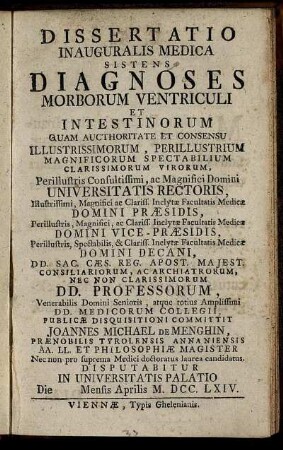 DISSERTATIO
INAUGURALIS MEDICA
SISTENS
DIAGNOSES
MORBORUM VENTRICULI
ET
INTESTINORUM
QUAM AUCTHORITATE ET CONSENSU
ILLUSTRISSIMORUM, PERILLUSTRIUM
MAGNIFICORUM SPECTABILIUM
CLARISSIMORUM VIRORUM,
Perillustris Consultissimi, ac Magnifici Domini
UNIVERSITATIS RECTORIS,
Illustrissimi, Magnifici ac Clariss. Inclytæ Facultatis Medicæ
DOMINI PRÆSIDIS,
Perillustris, Magnifici, ac Clariss. Inclytæ Facultatis Medicæ
DOMINI VICE-PRÆSIDIS,
Perillustris, Spectabilis, & Clariss. Inclytæ Facultatis Medicæ
DOMINI DECANI,
DD. SAC. CÆS. REG. APOST. MAJEST.
CONSILIARIORUM, AC ARCHIATRORUM,
NEC NON CLARISSIMORUM
DD. PROFESSORUM,
Venerabilis Domini Senioris, atque totius Amplissimi
DD. MEDICORUM COLLEGII,
PUBLICÆ DISQUISITIONI COMMITTIT
JOANNES MICHAEL DE MENGHIN,
PRÆNOBILIS TYROLENSIS ANNANIENSIS
AA. LL. ET PHILOSOPHIÆ MAGISTER
Nec non pro suprema Medici doctoratus laurea candidatus.
DISPUTABITUR
IN UNIVERSITATIS PALATIO
Die Mensis Aprilis M. DCC. LXIV.
VIENNÆ, Typis Ghelenianis.